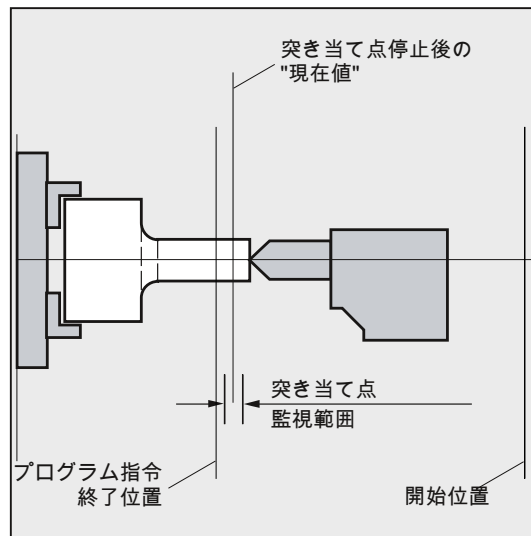 突き当て点停止後の
"現在値"
突き当て点
監視範囲
プログラム指令
終了位置
開始位置